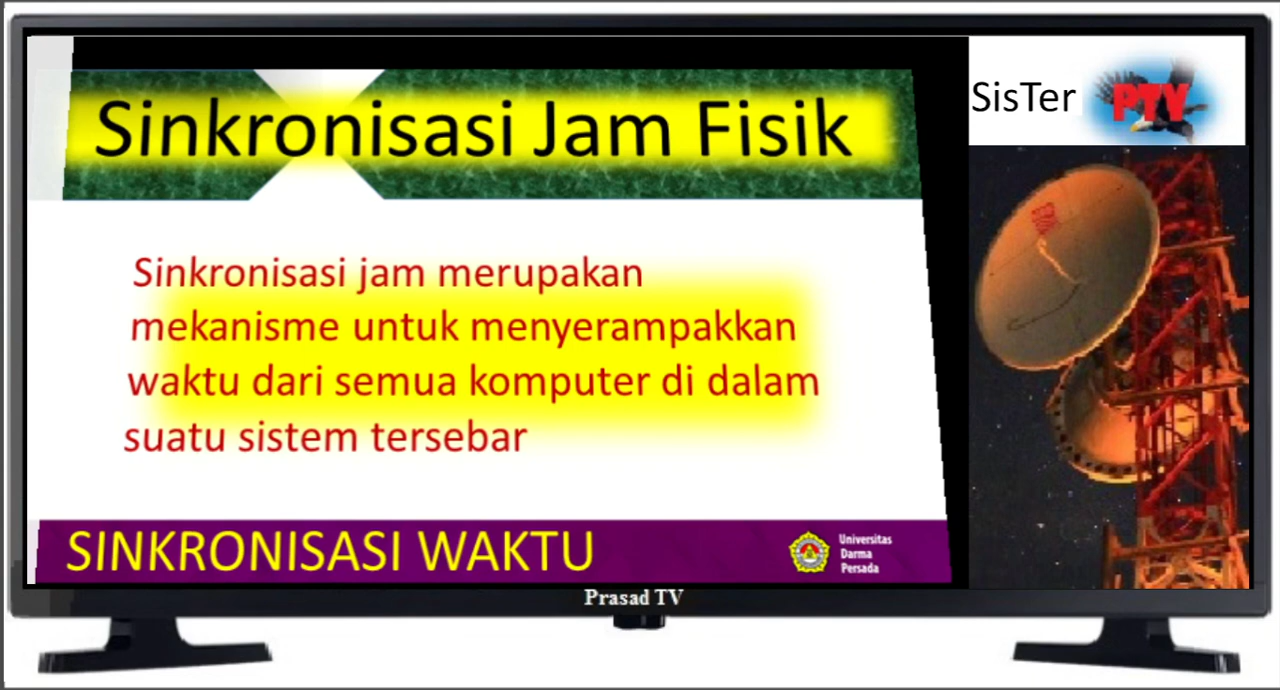 Sinkronisasi Jam Fisik
SisTer
PTY
Sinkronisasi jam merupakan
mekanisme untuk menyerampakkan
waktu dari semua komputer di dalam
suatu sistem tersebar
SINKRONISASI WAKTU
Universitas
Darma
Persada
Prasad TV